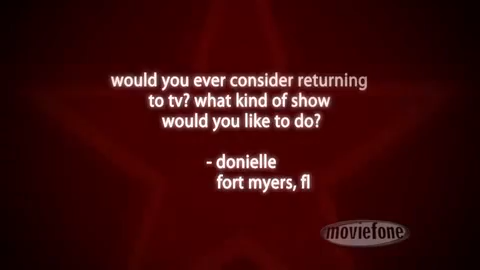 would you ever consider returning
to tv? what kind of show
would you like to do?
- donielle
fort myers, fl
moviefone